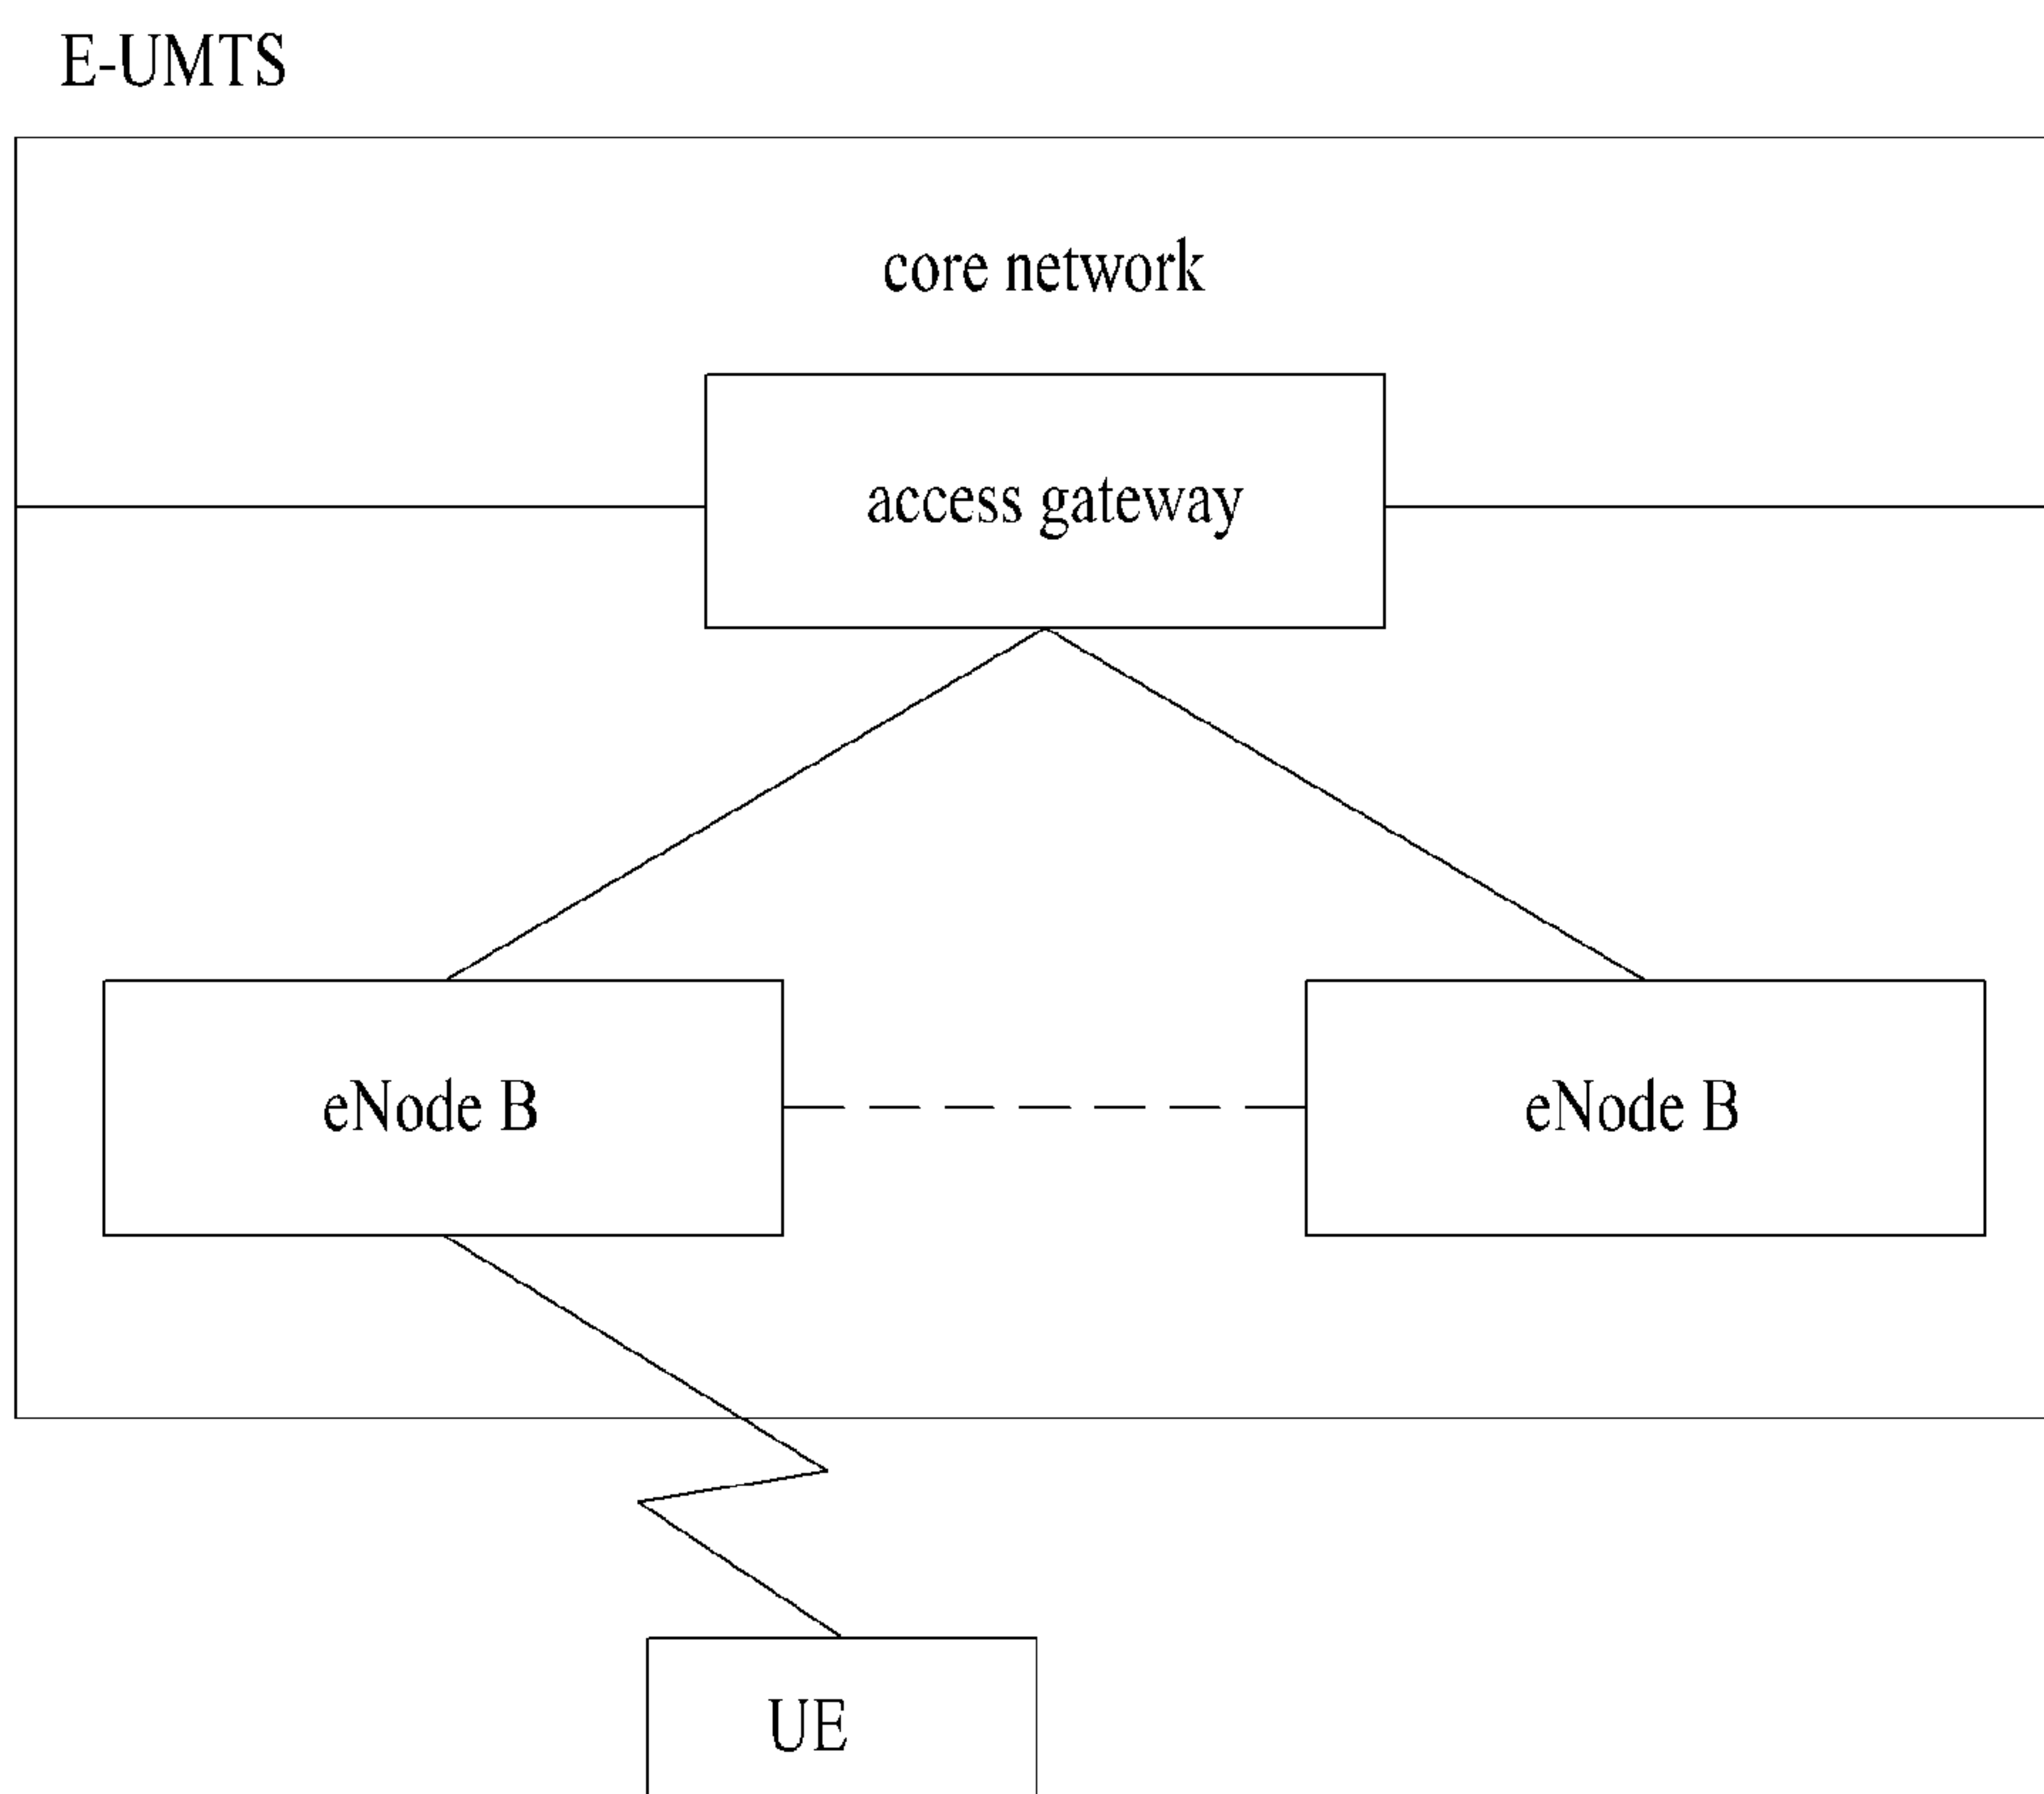 E-UMTS
core network
access gateway
eNode B
eNode B
UE